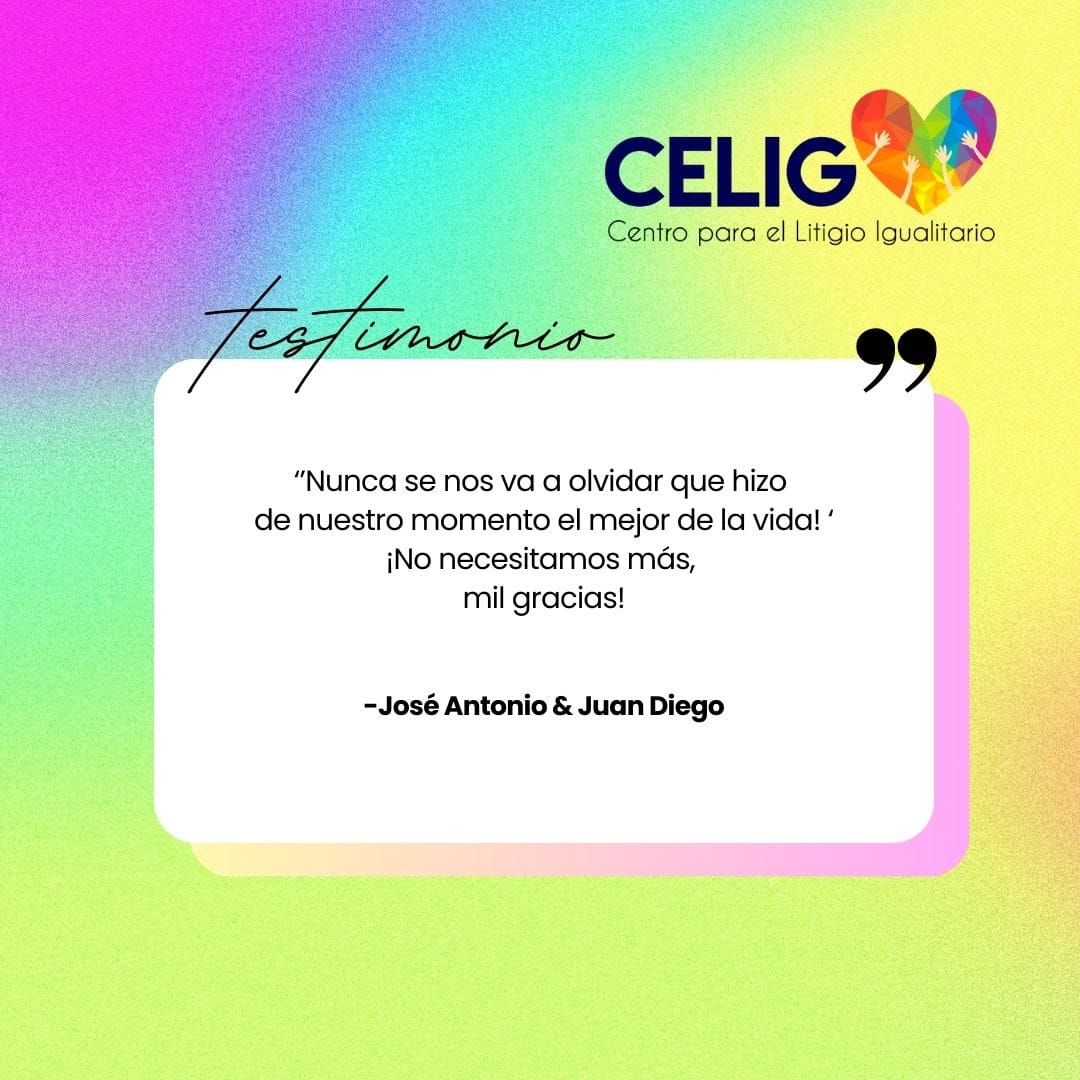 CELIG
Centro para el Litigio Igualitario
testimonio
”
‘’Nunca se nos va a olvidar que hizo
de nuestro momento el mejor de la vida! ‘
¡No necesitamos más,
mil gracias!
-José Antonio & Juan Diego